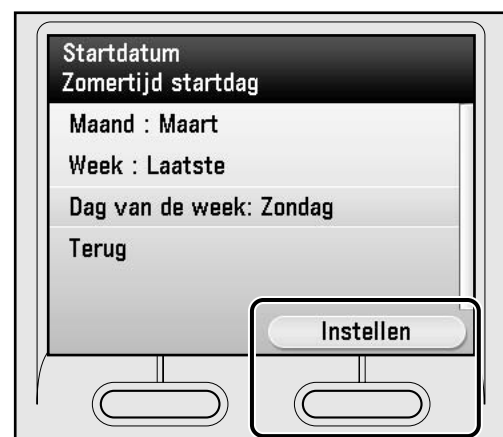 Startdatum
Zomertijd startdag
Maand : Maart
Week : Laatste
Dag van de week: Zondag
Terug
Instellen